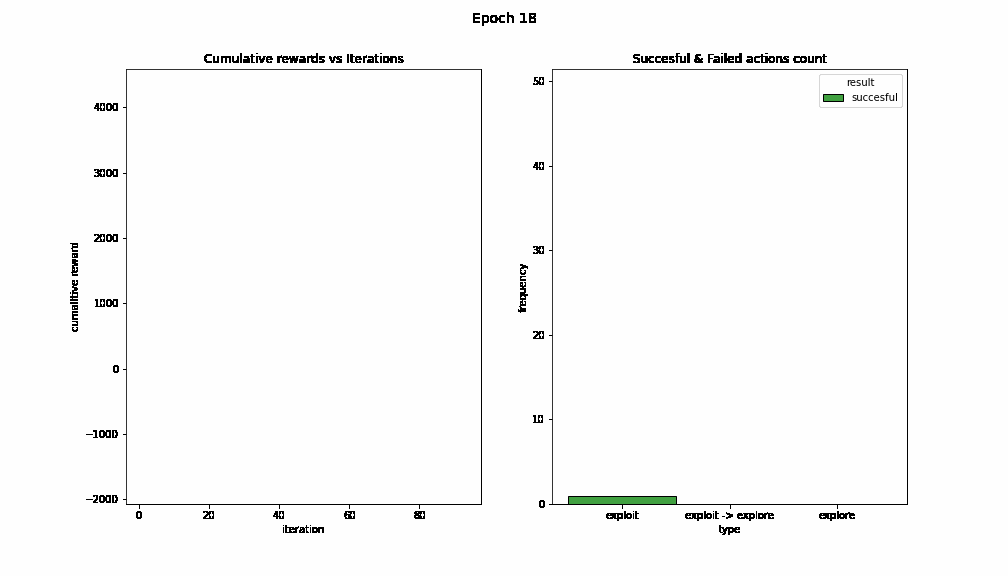 Epoch 18
Cumulative rewards vs Iterations
4000
3000
2000
1000
0
−1000
−2000
cumalitive reward
0 20 40 60 80
iteration
Succesful & Failed actions count
result
succesful
50
40
30
20
10
0
frequency
exploit exploit -> explore explore
type